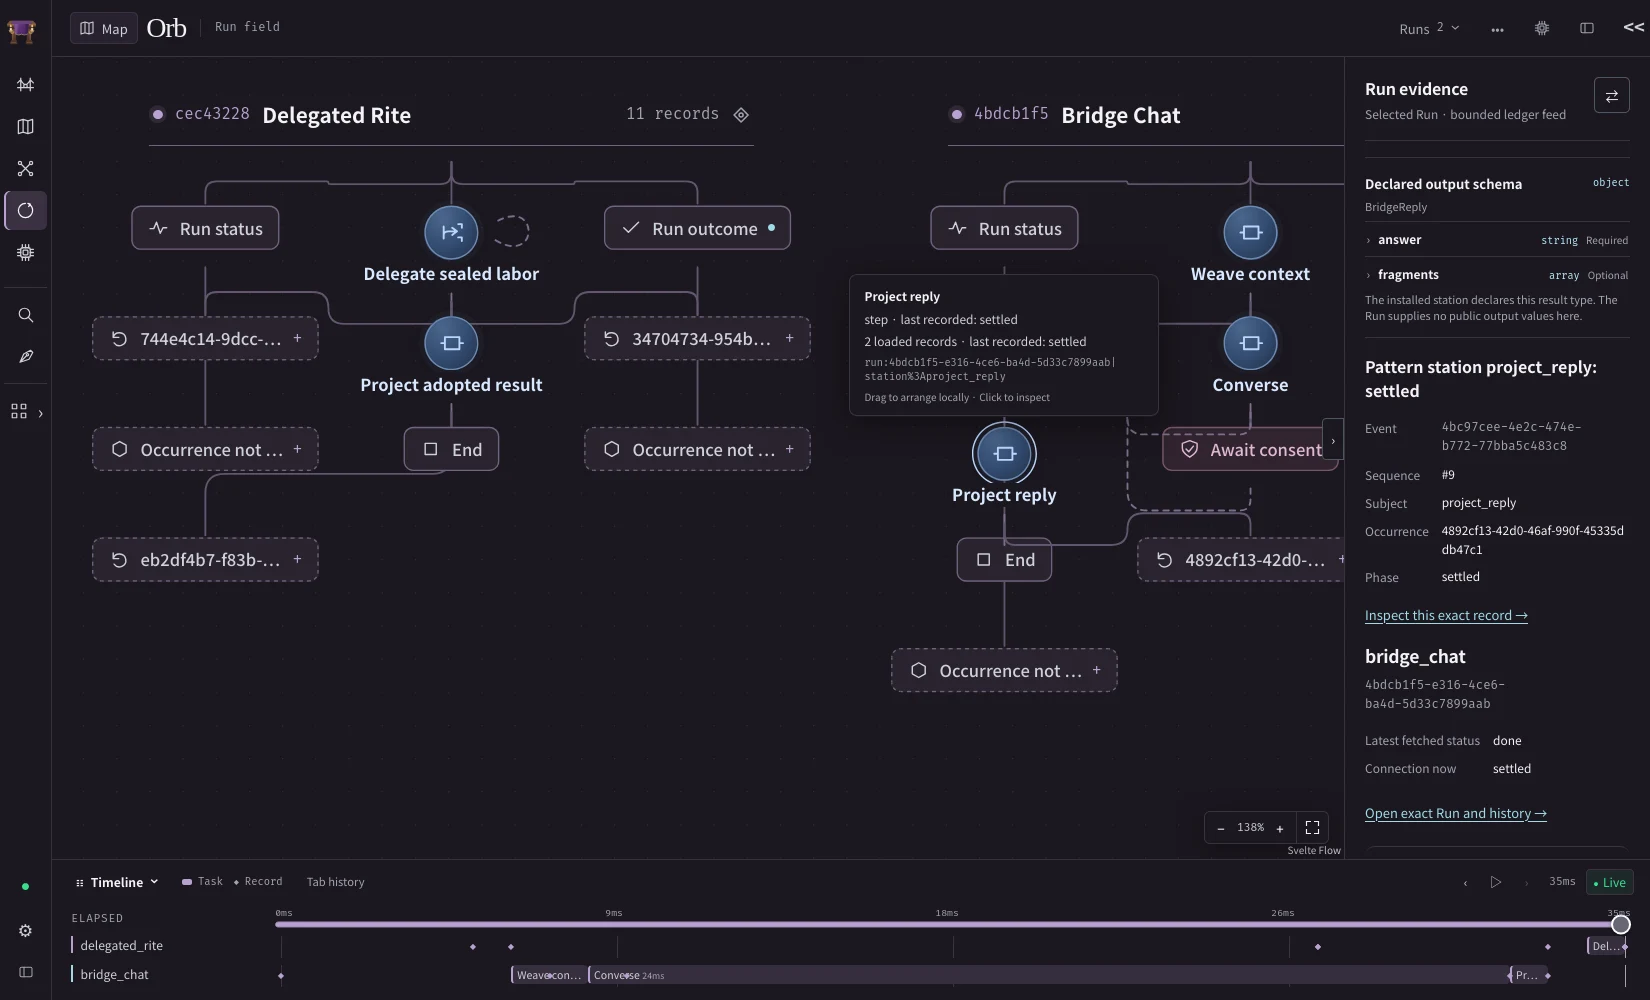 Map
Orb
Run field
Runs 2
<<
cec43228 Delegated Rite
11 records
4bdcb1f5 Bridge Chat
Run status
Run outcome
Delegate sealed labor
744e4c14-9dcc-...
+
34704734-954b...
+
Project adopted result
Occurrence not ...
+
End
Occurrence not ...
+
eb2df4b7-f83b-...
+
Run status
Weave context
Project reply
step · last recorded: settled
2 loaded records · last recorded: settled
run:4bdcb1f5-e316-4ce6-ba4d-5d33c7899aab|
station%3Aproject_reply
Drag to arrange locally · Click to inspect
Converse
Await consent
Project reply
End
4892cf13-42d0-...
+
Occurrence not ...
+
− 138% +
Svelte Flow
Run evidence
Selected Run · bounded ledger feed
Declared output schema
object
BridgeReply
answer
string Required
fragments
array Optional
The installed station declares this result type. The
Run supplies no public output values here.
Pattern station project_reply:
settled
Event
4bc97cee-4e2c-474e-
b772-77bba5c483c8
Sequence
#9
Subject
project_reply
Occurrence
4892cf13-42d0-46af-990f-45335d
db47c1
Phase
settled
Inspect this exact record →
bridge_chat
4bdcb1f5-e316-4ce6-
ba4d-5d33c7899aab
Latest fetched status
done
Connection now
settled
Open exact Run and history →
Timeline
Task
Record
Tab history
35ms
Live
ELAPSED
0ms
9ms
18ms
26ms
35ms
delegated_rite
Del...
bridge_chat
Weave con...
Converse 24ms
Pr...